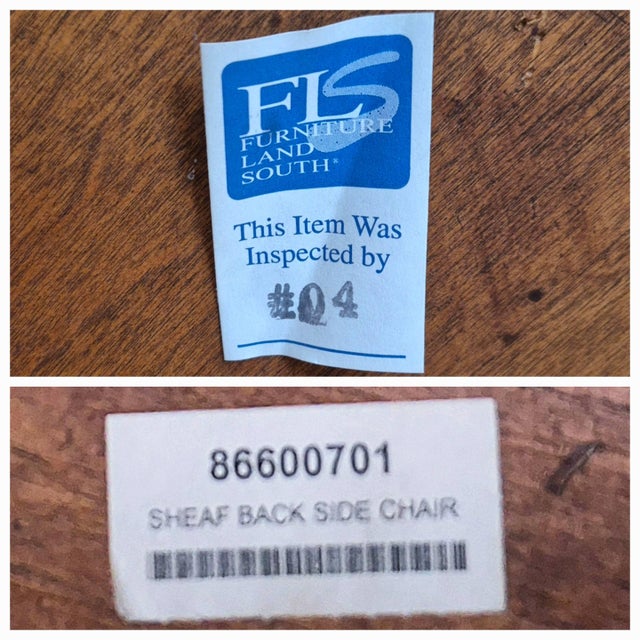 FLS
FURNITURE
LAND
SOUTH®
This Item Was
Inspected by
#04
86600701
SHEAF BACK SIDE CHAIR